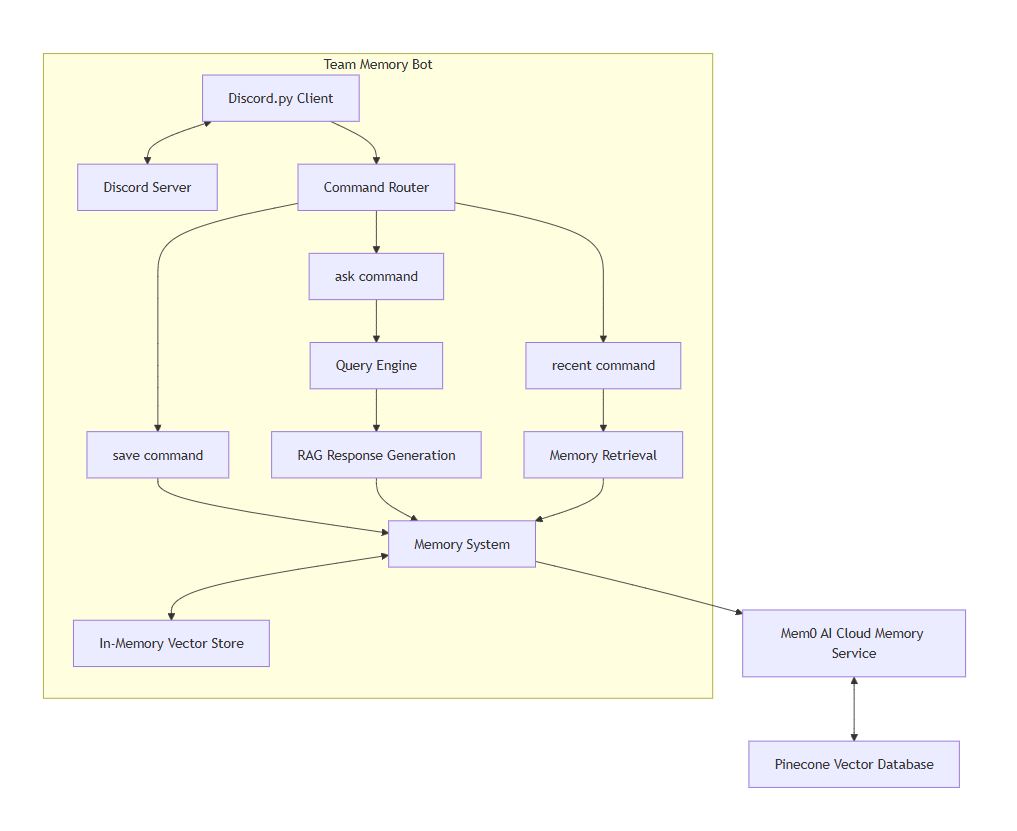 Team Memory Bot
Discord.py Client
Discord Server
Command Router
ask command
Query Engine
recent command
save command
RAG Response Generation
Memory Retrieval
Memory System
In-Memory Vector Store
Mem0 AI Cloud Memory
Service
Pinecone Vector Database